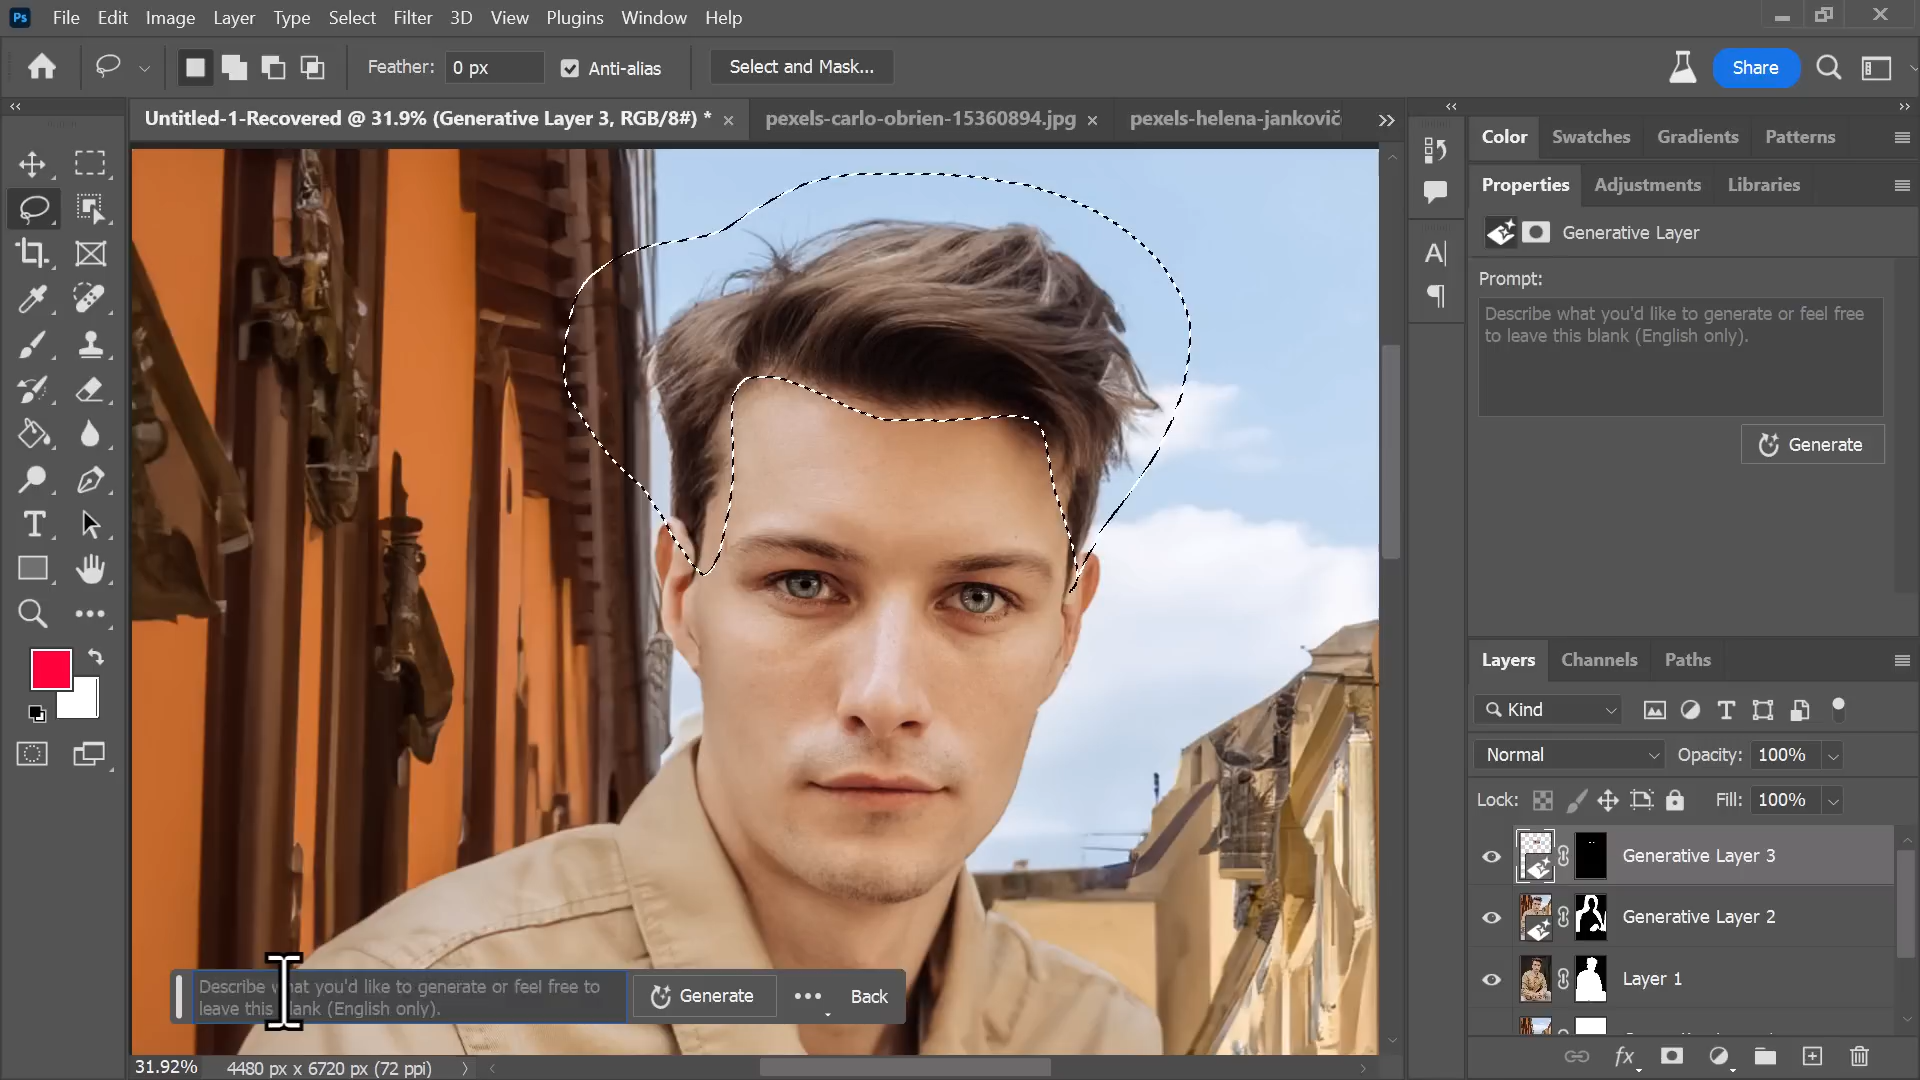 Ps File Edit Image Layer Type Select Filter 3D View Plugins Window Help
Feather: 0 px Anti-alias Select and Mask... Share
Untitled-1-Recovered @ 31.9% (Generative Layer 3, RGB/8#) * × pexels-carlo-obrien-15360894.jpg × pexels-helena-jankovič
Color Swatches Gradients Patterns
Properties Adjustments Libraries
Generative Layer
Prompt:
Describe what you'd like to generate or feel free
to leave this blank (English only).
Generate
Layers Channels Paths
Kind
Normal Opacity: 100%
Lock: Fill: 100%
Generative Layer 3
Generative Layer 2
Layer 1
Describe what you'd like to generate or feel free to
leave this blank (English only).
Generate Back
31.92% 4480 px x 6720 px (72 ppi)
fx